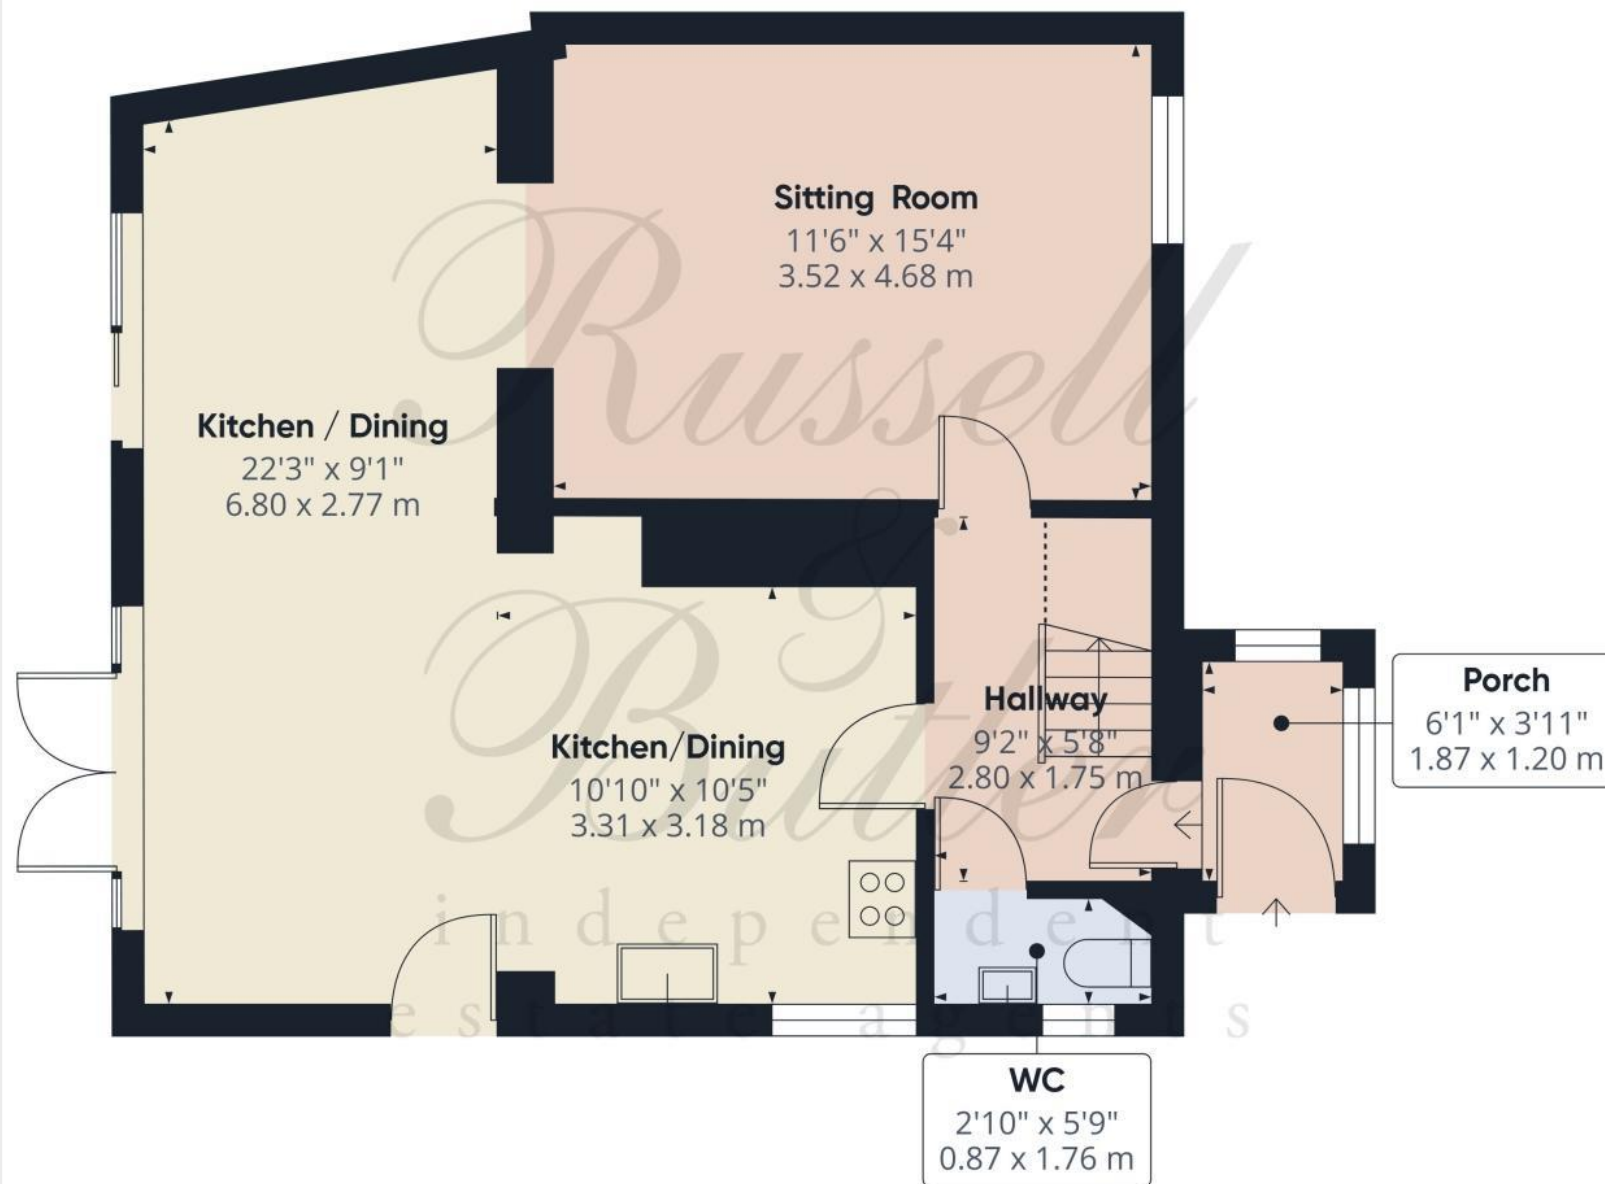 Sitting Room
11'6" x 15'4"
3.52 x 4.68 m
Kitchen / Dining
22'3" x 9'1"
6.80 x 2.77 m
Kitchen/Dining
10'10" x 10'5"
3.31 x 3.18 m
Hallway
9'2" x 5'8"
2.80 x 1.75 m
Porch
6'1" x 3'11"
1.87 x 1.20 m
WC
2'10" x 5'9"
0.87 x 1.76 m
Russell
&
Butler
independent
estate agents